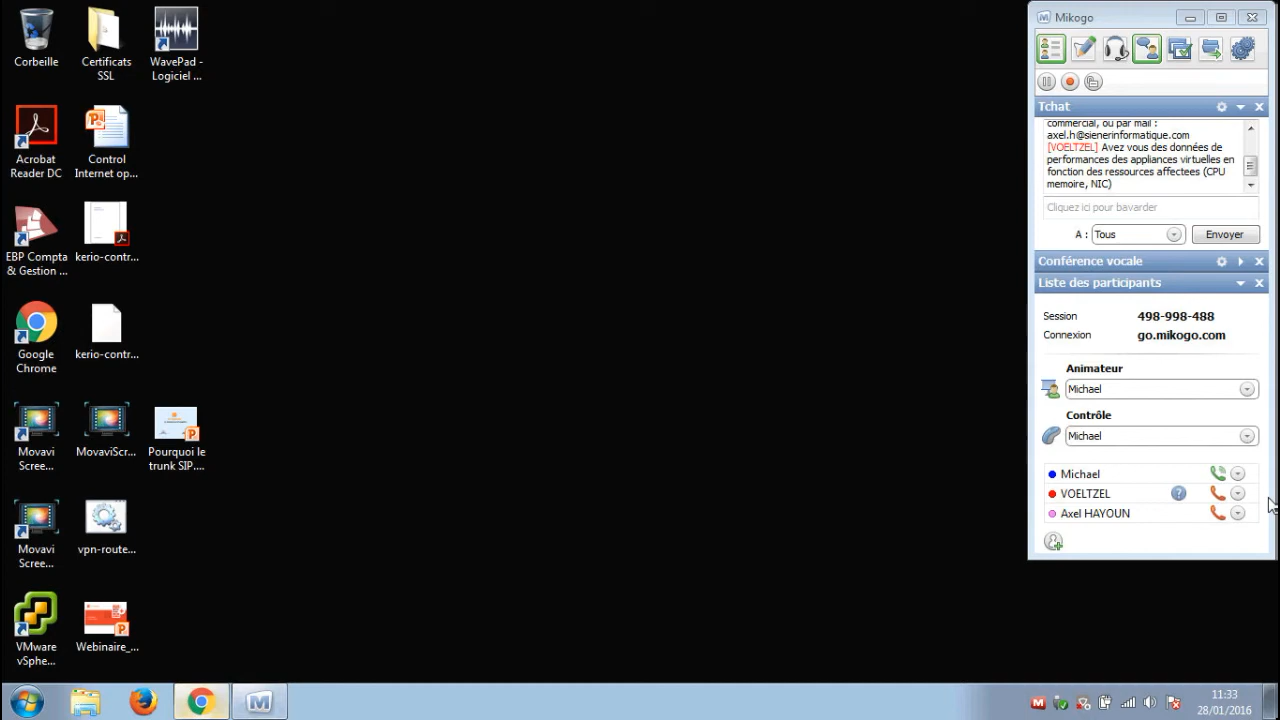 Corbeille
Certificats
SSL
WavePad -
Logiciel ...
Acrobat
Reader DC
Control
Internet op...
EBP Compta
& Gestion ...
kerio-contr...
Google
Chrome
kerio-contr...
Movavi
Scree...
MovaviScr...
Pourquoi le
trunk SIP....
Movavi
Scree...
vpn-route...
VMware
vSphe...
Webinaire_...
Mikogo
Tchat
commercial, ou par mail :
axel.h@sienerinformatique.com
[VOELTZEL] Avez vous des données de
performances des appliances virtuelles en
fonction des ressources affectees (CPU
memoire, NIC)
Cliquez ici pour bavarder
A : Tous
Envoyer
Conférence vocale
Liste des participants
Session 498-998-488
Connexion go.mikogo.com
Animateur
Michael
Contrôle
Michael
Michael
VOELTZEL
Axel HAYOUN
11:33
28/01/2016